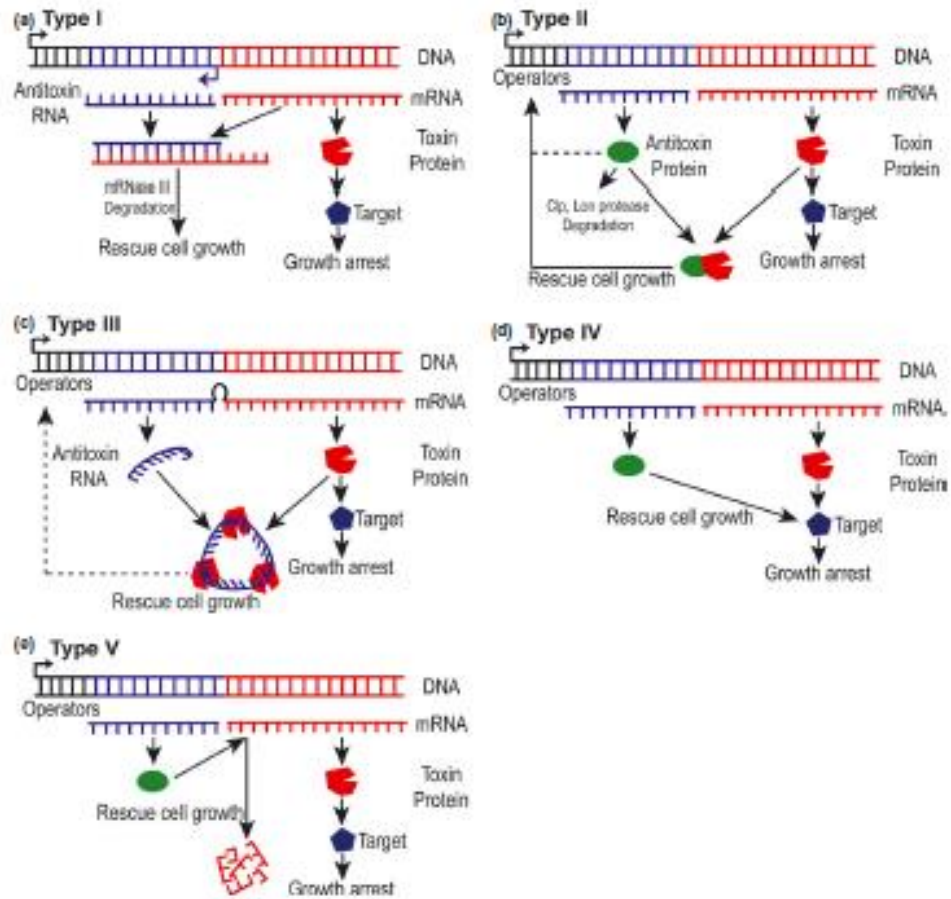 (a) Type I
DNA
Antitoxin
RNA
mRNA
Toxin
Protein
mRNase III
Degradation
Target
Rescue cell growth
Growth arrest
(b) Type II
DNA
Operators
mRNA
Antitoxin
Protein
Toxin
Protein
Clp, Lon protease
Degradation
Target
Rescue cell growth
Growth arrest
(c) Type III
DNA
Operators
mRNA
Antitoxin
RNA
Toxin
Protein
Target
Growth arrest
Rescue cell growth
(d) Type IV
DNA
Operators
mRNA.
Toxin
Protein
Rescue cell growth
Target
Growth arrest
(e) Type V
DNA
Operators
mRNA
Toxin
Protein
Rescue cell growth
Target
Growth arrest